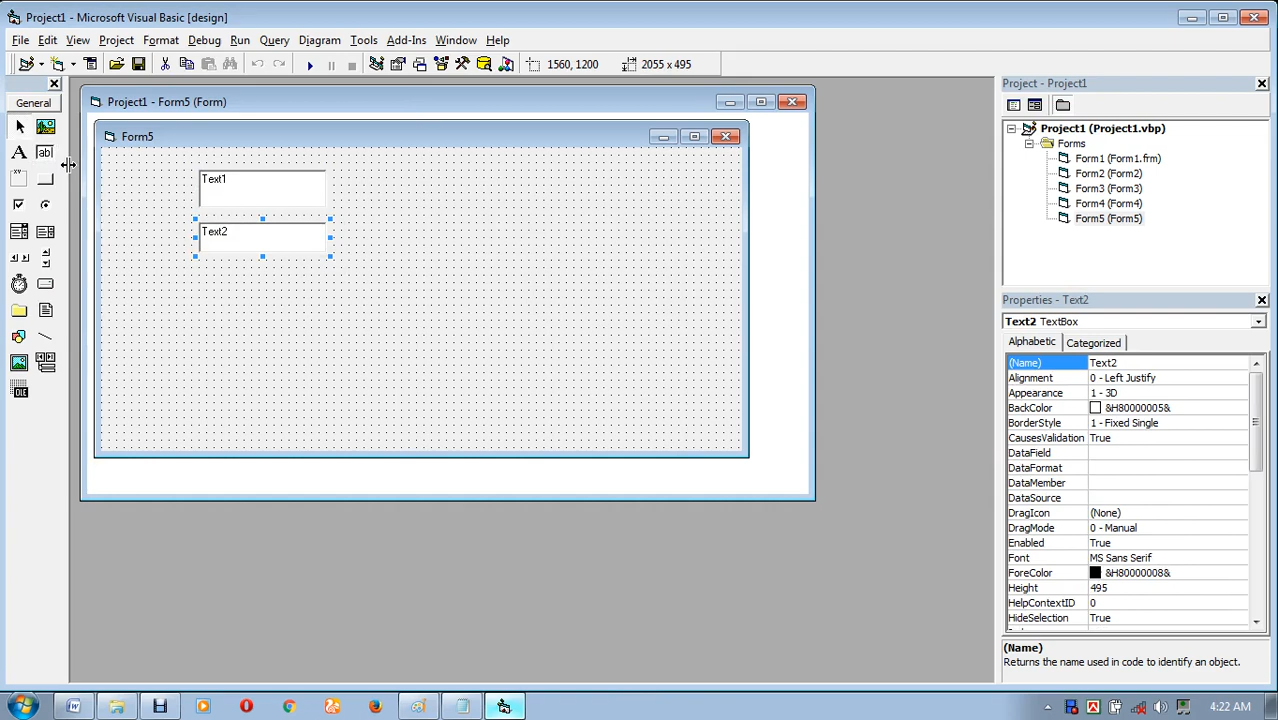 Project1 - Microsoft Visual Basic [design]
File Edit View Project Format Debug Run Query Diagram Tools Add-Ins Window Help
1560, 1200 2055 x 495
General
A ab|
xy
OLE
Project1 - Form5 (Form)
Form5
Text1
Text2
Project - Project1
Project1 (Project1.vbp)
Forms
Form1 (Form1.frm)
Form2 (Form2)
Form3 (Form3)
Form4 (Form4)
Form5 (Form5)
Properties - Text2
Text2 TextBox
Alphabetic Categorized
(Name) Text2
Alignment 0 - Left Justify
Appearance 1 - 3D
BackColor &H80000005&
BorderStyle 1 - Fixed Single
CausesValidation True
DataField
DataFormat
DataMember
DataSource
DragIcon (None)
DragMode 0 - Manual
Enabled True
Font MS Sans Serif
ForeColor &H80000008&
Height 495
HelpContextID 0
HideSelection True
(Name)
Returns the name used in code to identify an object.
4:22 AM